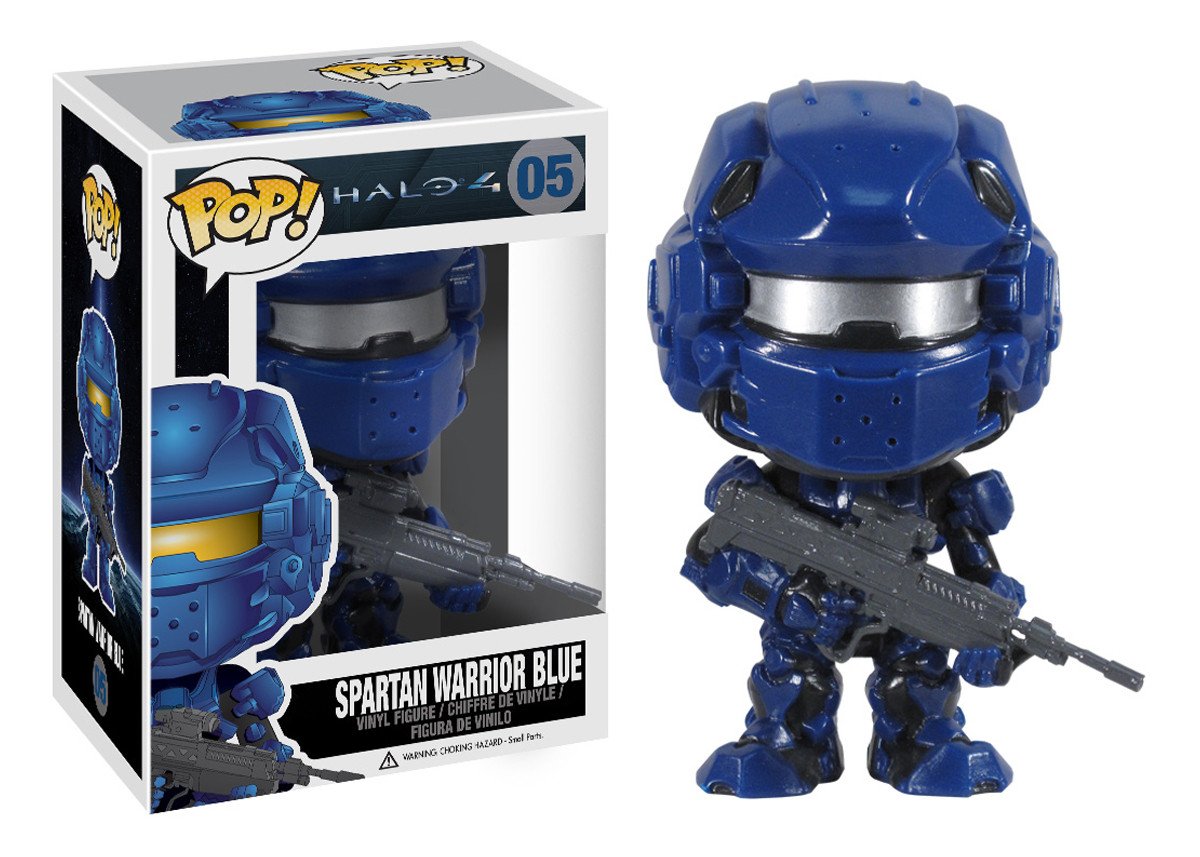 POP!
POP!
HALO 4
05
POP!
SPARTAN WARRIOR BLUE
VINYL FIGURE / CHIFFRE DE VINYLE /
FIGURA DE VINILO
WARNING: CHOKING HAZARD - Small Parts.
05